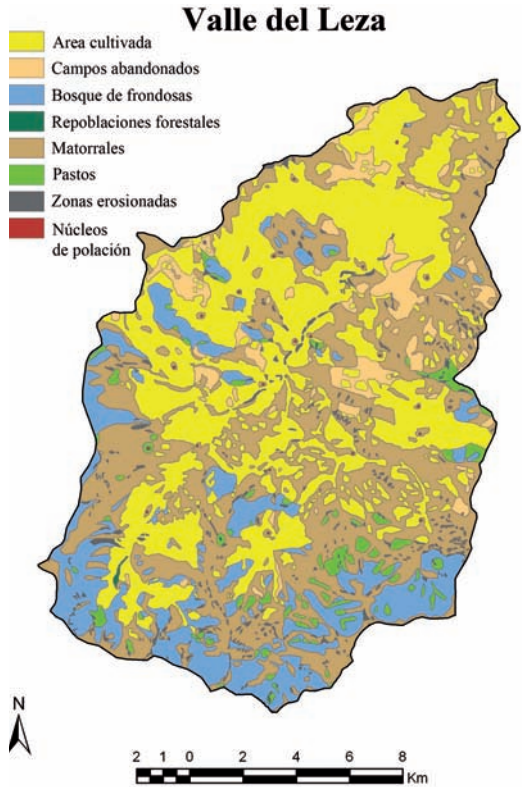 Valle del Leza
Area cultivada
Campos abandonados
Bosque de frondosas
Repoblaciones forestales
Matorrales
Pastos
Zonas erosionadas
Núcleos
de polación
N
2 1 0 2 4 6 8
Km